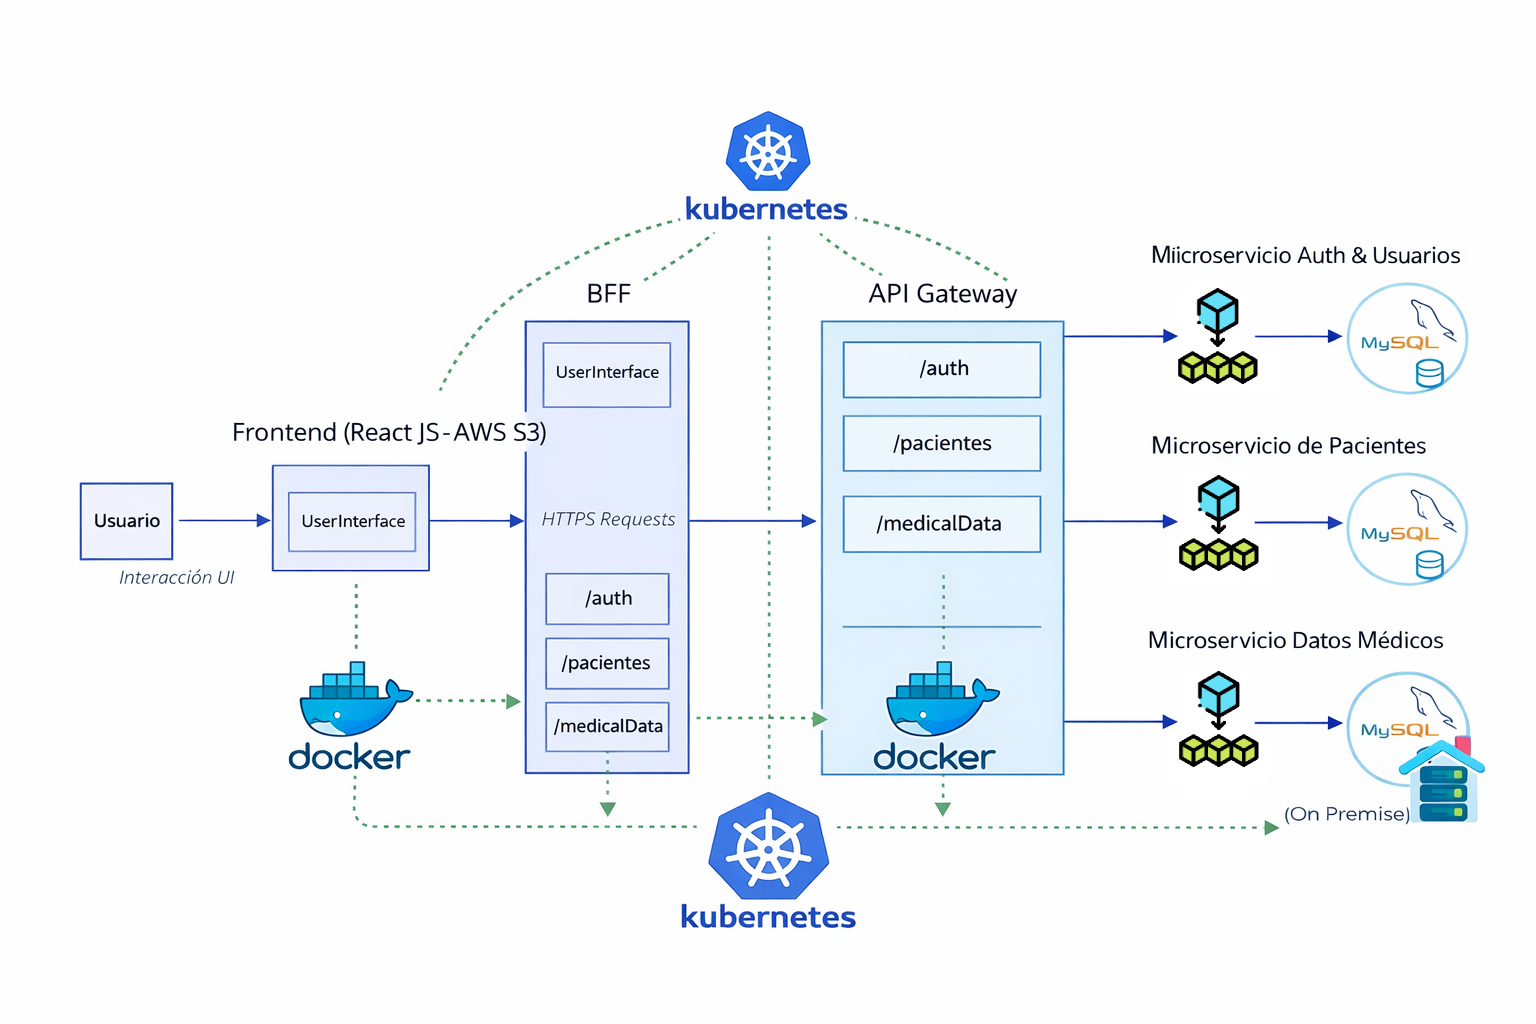 kubernetes
BFF
API Gateway
Miicroservicio Auth & Usuarios
UserInterface
/auth
MySQL
Frontend (React JS-AWS S3)
/pacientes
Microservicio de Pacientes
Usuario
UserInterface
HTTPS Requests
/medicalData
MySQL
Interacción UI
/auth
/pacientes
Microservicio Datos Médicos
/medicalData
MySQL
docker
docker
(On Premise)
kubernetes